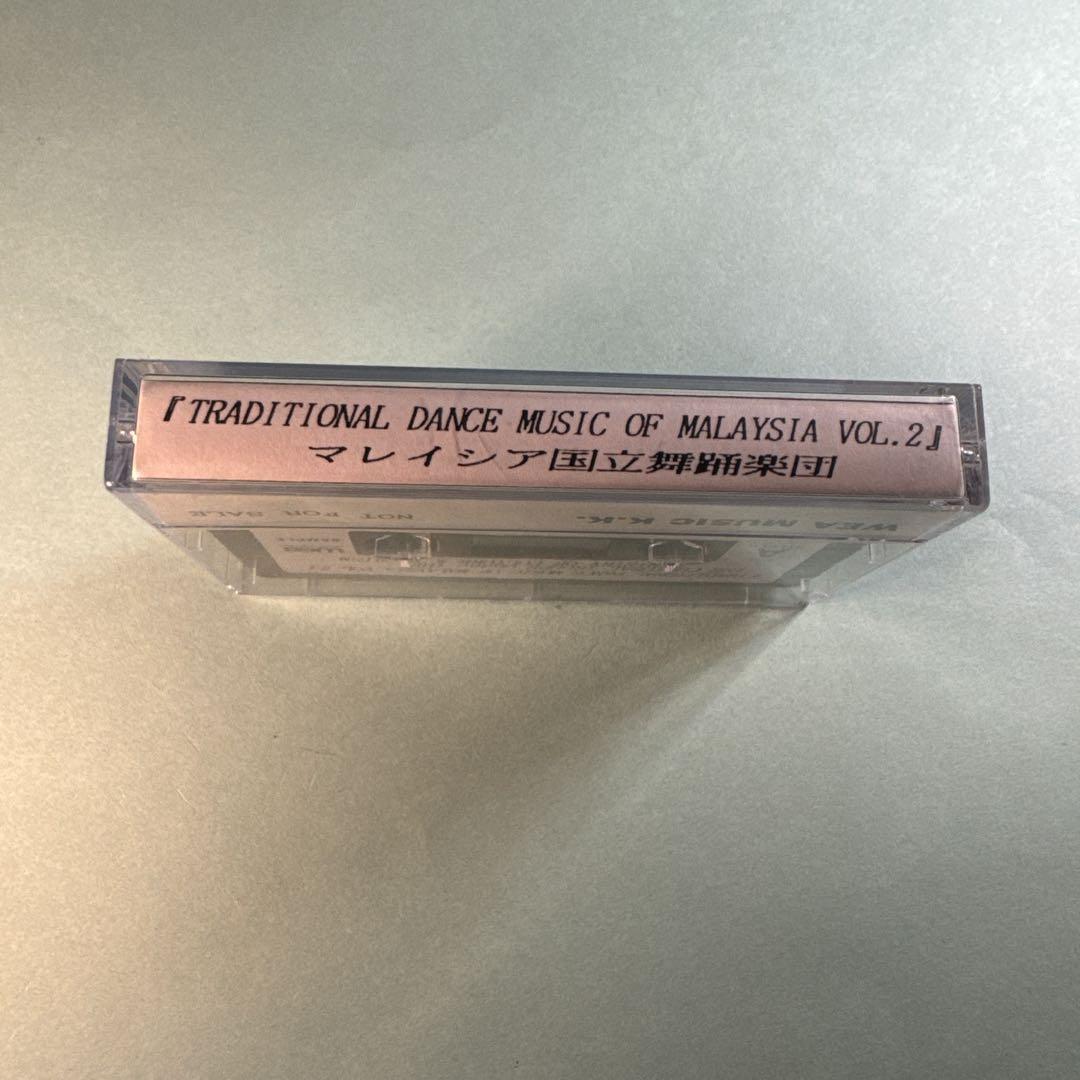 『TRADITIONAL DANCE MUSIC OF MALAYSIA VOL.2』
マレイシア国立舞踊楽団
WEA MUSIC K.K. NOT FOR SALE